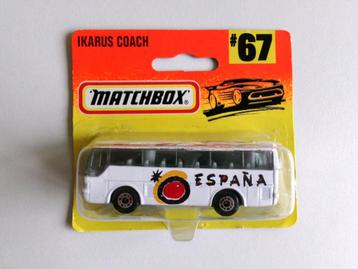 IKARUS COACH
#67
MATCHBOX
ESPAÑA